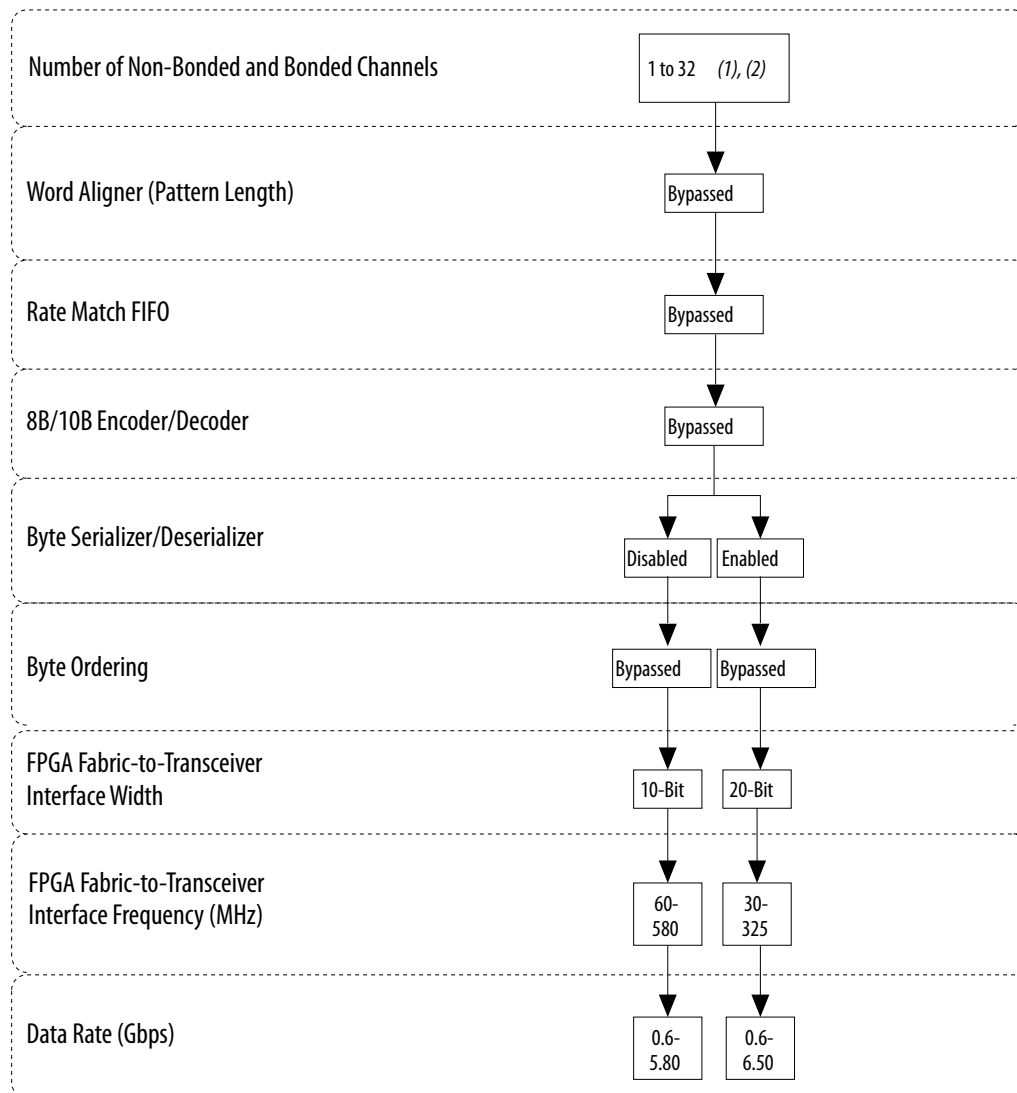 Number of Non-Bonded and Bonded Channels
1 to 32 (1), (2)
Word Aligner (Pattern Length)
Bypassed
Rate Match FIFO
Bypassed
8B/10B Encoder/Decoder
Bypassed
Byte Serializer/Deserializer
Disabled
Enabled
Byte Ordering
Bypassed
Bypassed
FPGA Fabric-to-Transceiver
Interface Width
10-Bit
20-Bit
FPGA Fabric-to-Transceiver
Interface Frequency (MHz)
60-
580
30-
325
Data Rate (Gbps)
0.6-
5.80
0.6-
6.50